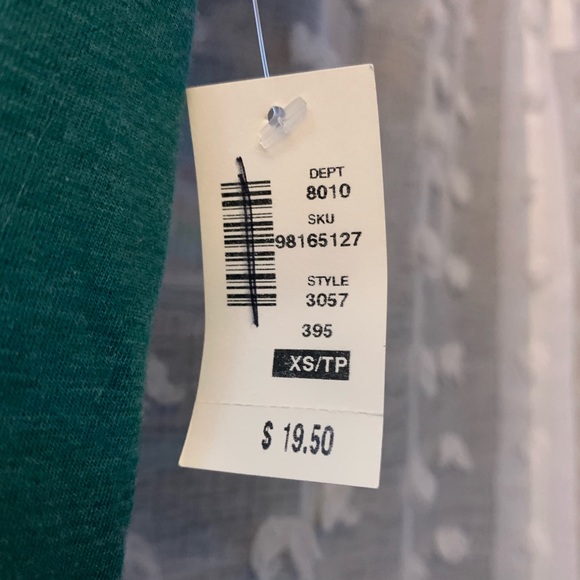 DEPT
8010
SKU
98165127
STYLE
3057
395
XS/TP
$ 19.50